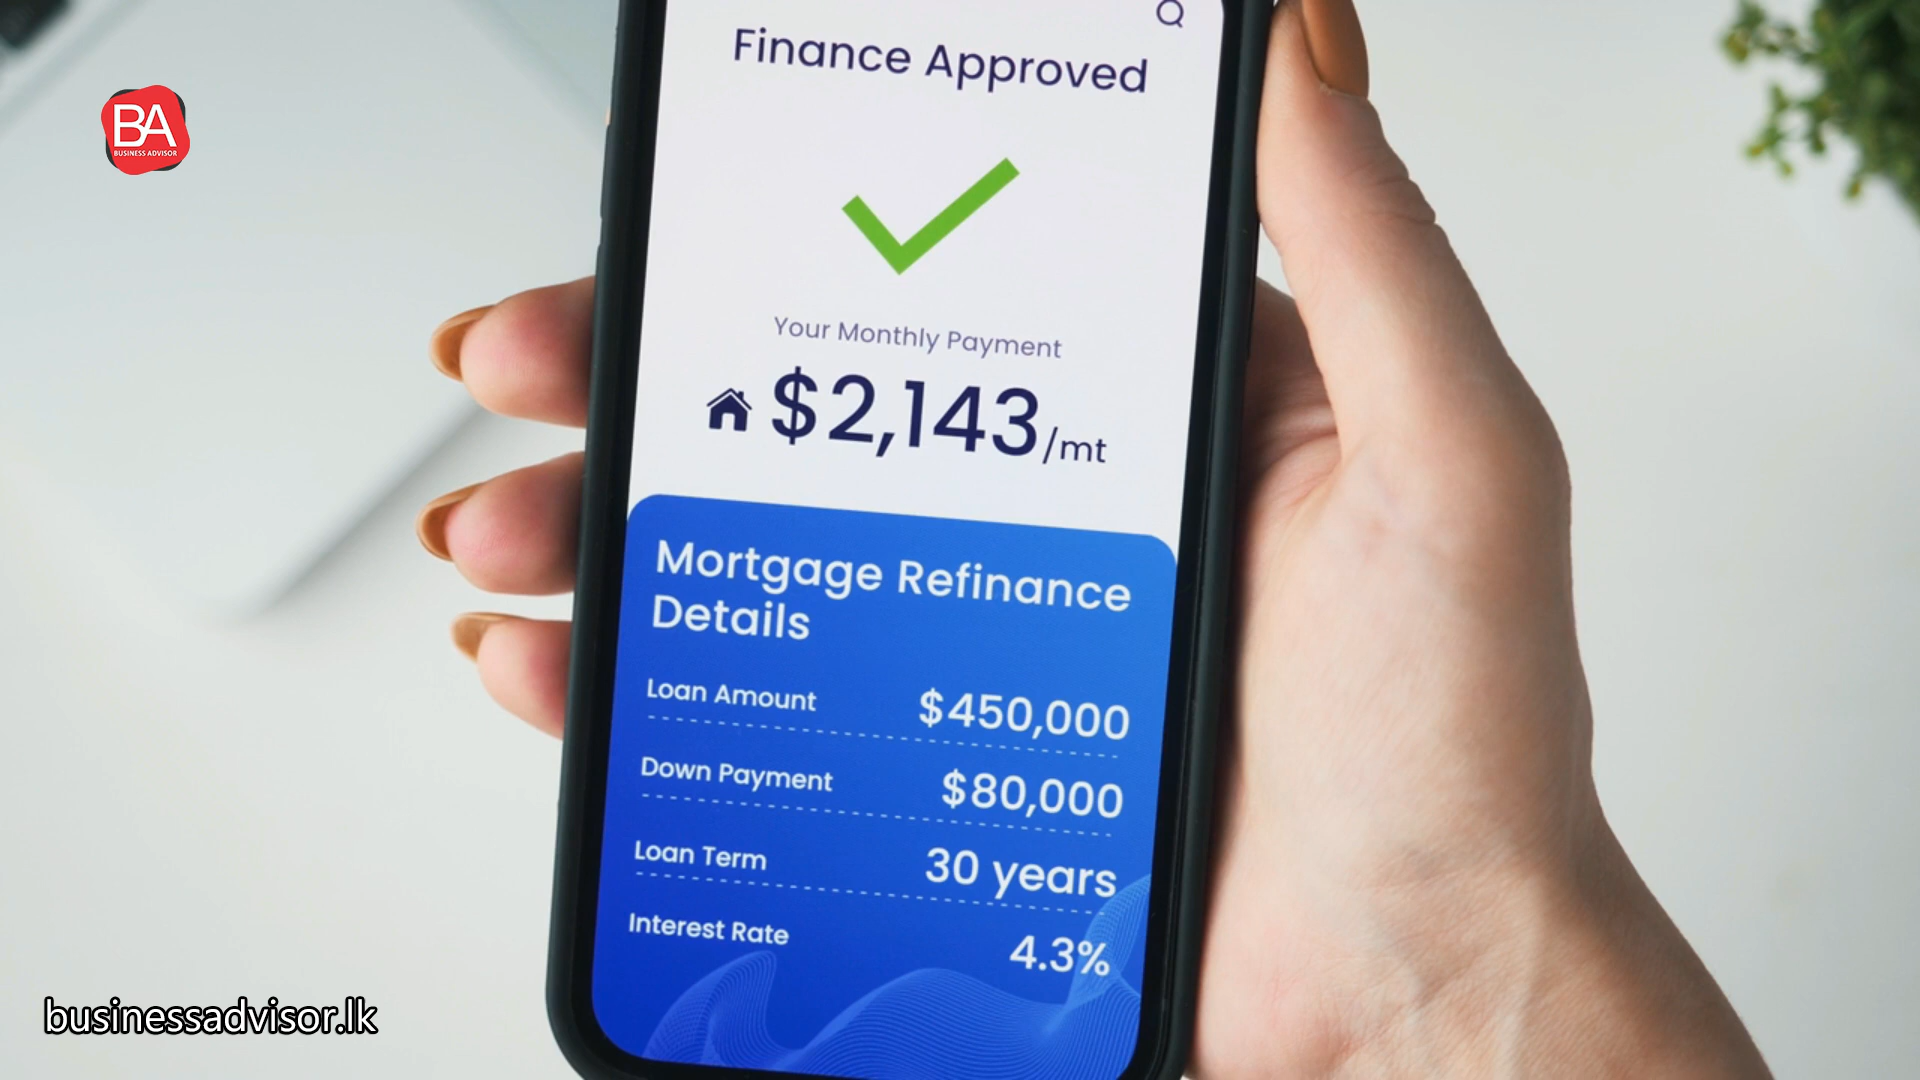 BA
BUSINESS ADVISOR
Finance Approved
Your Monthly Payment
$2,143/mt
Mortgage Refinance
Details
Loan Amount $450,000
Down Payment $80,000
Loan Term 30 years
Interest Rate 4.3%
businessadvisor.lk